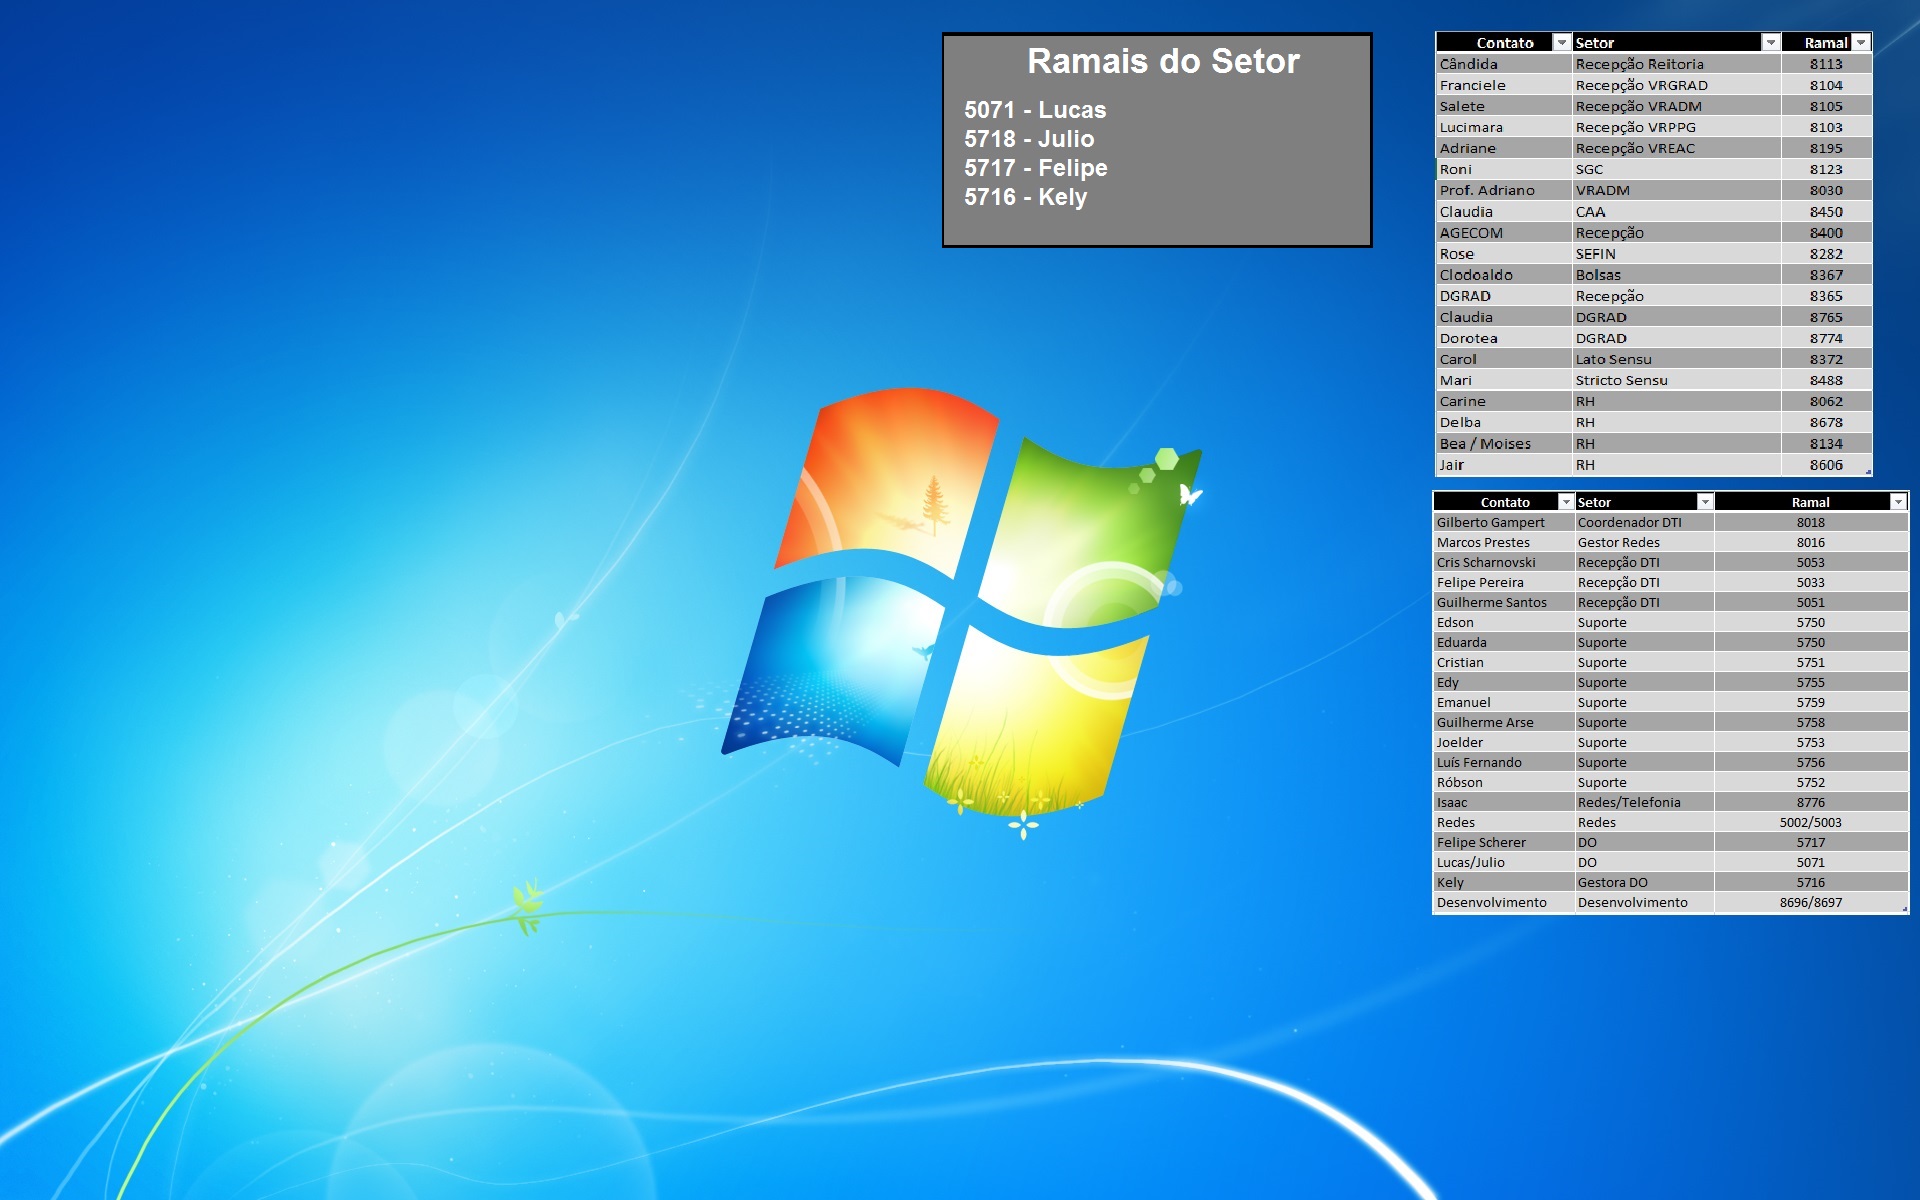 Ramais do Setor
5071 - Lucas
5718 - Julio
5717 - Felipe
5716 - Kely
Contato Setor Ramal
Cândida Recepção Reitoria 8113
Franciele Recepção VRGRAD 8104
Salete Recepção VRADM 8105
Lucimara Recepção VRPPG 8103
Adriane Recepção VREAC 8195
Roni SGC 8123
Prof. Adriano VRADM 8030
Claudia CAA 8450
AGECOM Recepção 8400
Rose SEFIN 8282
Clodoaldo Bolsas 8367
DGRAD Recepção 8365
Claudia DGRAD 8765
Dorotea DGRAD 8774
Carol Lato Sensu 8372
Mari Stricto Sensu 8488
Carine RH 8062
Delba RH 8678
Bea / Moises RH 8134
Jair RH 8606
Contato Setor Ramal
Gilberto Gampert Coordenador DTI 8018
Marcos Prestes Gestor Redes 8016
Cris Scharnovski Recepção DTI 5053
Felipe Pereira Recepção DTI 5033
Guilherme Santos Recepção DTI 5051
Edson Suporte 5750
Eduarda Suporte 5750
Cristian Suporte 5751
Edy Suporte 5755
Emanuel Suporte 5759
Guilherme Arse Suporte 5758
Joelder Suporte 5753
Luís Fernando Suporte 5756
Róbson Suporte 5752
Isaac Redes/Telefonia 8776
Redes Redes 5002/5003
Felipe Scherer DO 5717
Lucas/Julio DO 5071
Kely Gestora DO 5716
Desenvolvimento Desenvolvimento 8696/8697